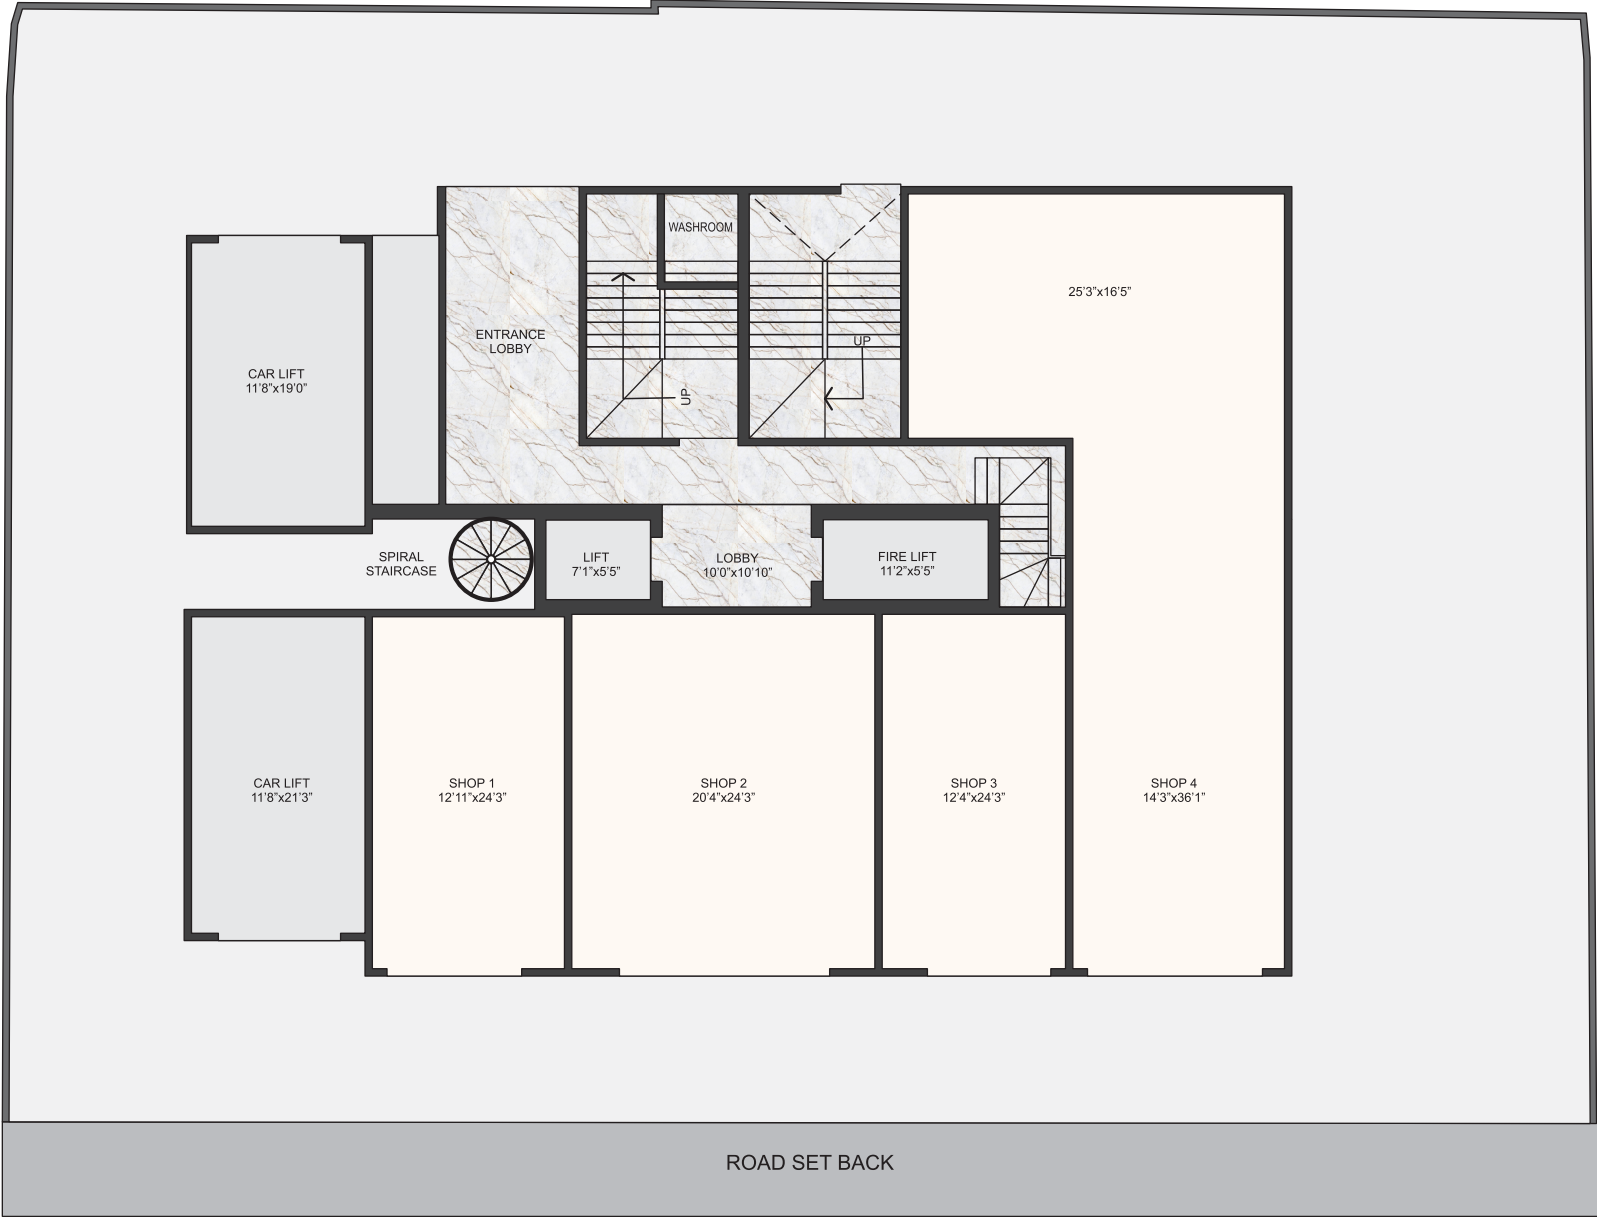 WASHROOM
25'3"x16'5"
ENTRANCE
LOBBY
UP
CAR LIFT
11'8"x19'0"
UP
SPIRAL
STAIRCASE
LIFT
7'1"x5'5"
LOBBY
10'0"x10'10"
FIRE LIFT
11'2"x5'5"
CAR LIFT
11'8"x21'3"
SHOP 1
12'11"x24'3"
SHOP 2
20'4"x24'3"
SHOP 3
12'4"x24'3"
SHOP 4
14'3"x36'1"
ROAD SET BACK